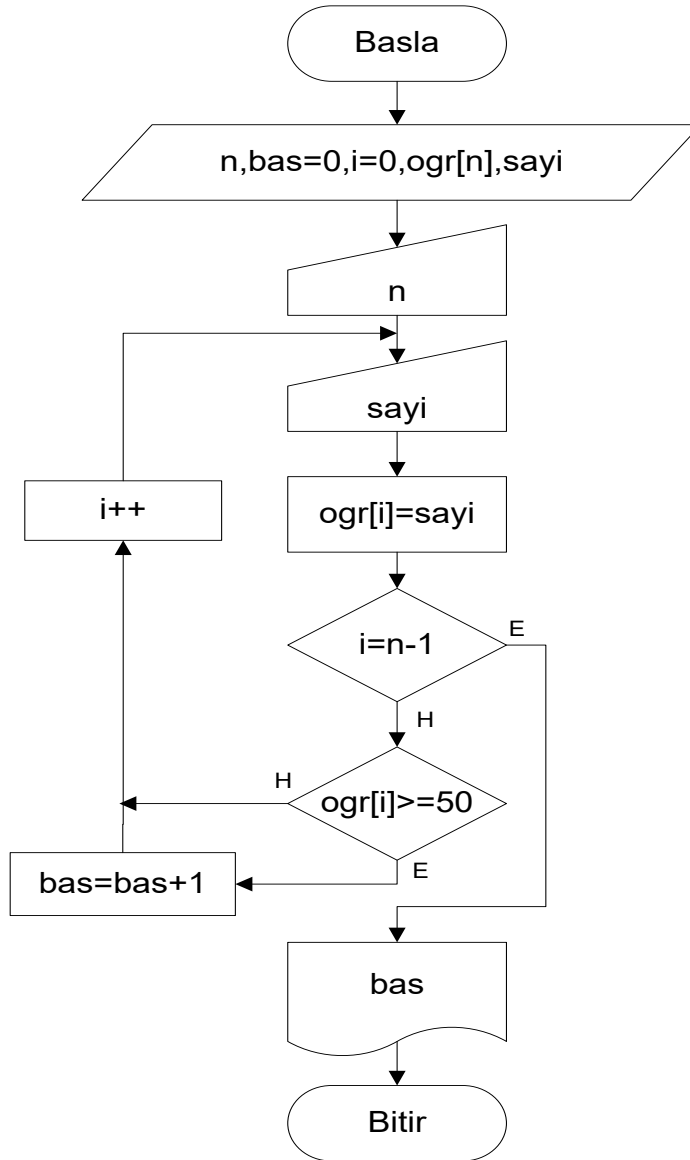 Basla
n,bas=0,i=0,ogr[n],sayi
n
sayi
i++
ogr[i]=sayi
i=n-1
E
H
H
ogr[i]>=50
E
bas=bas+1
bas
Bitir